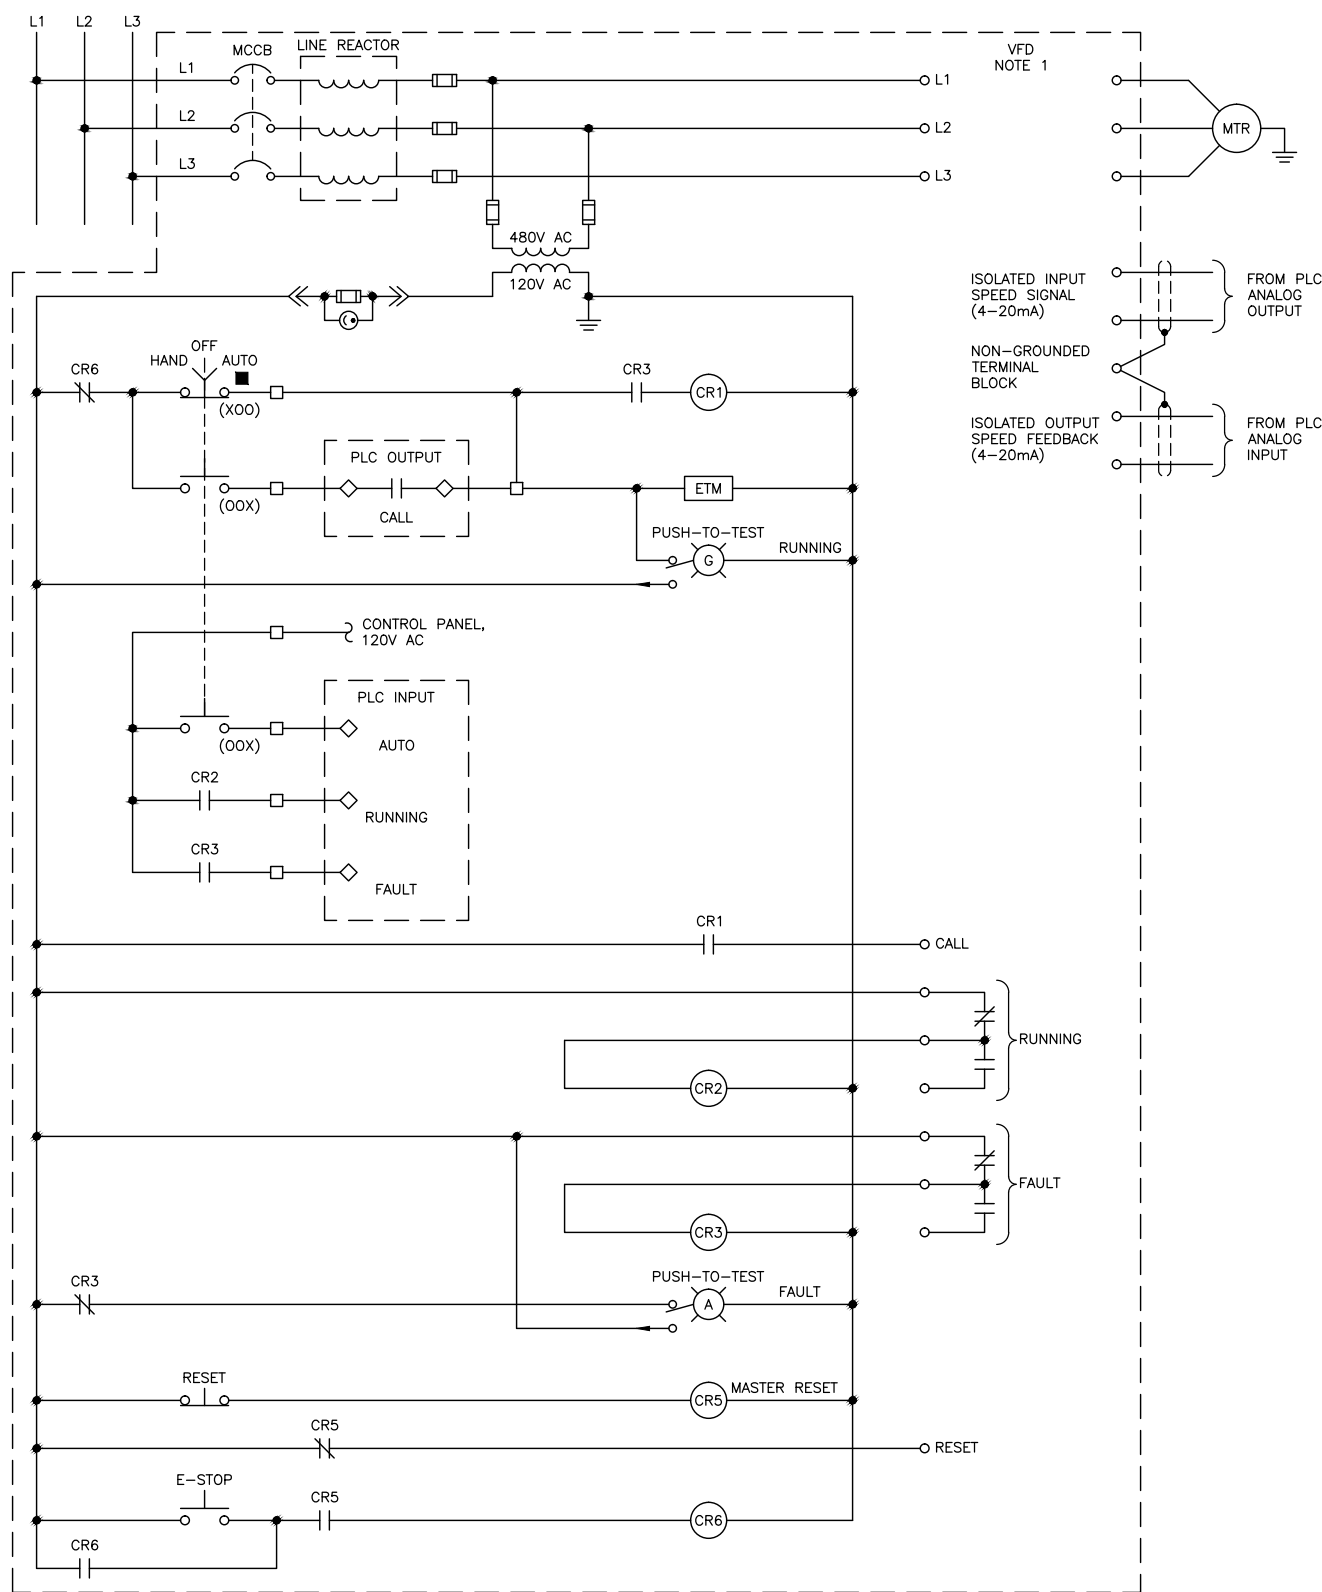 L1
L2
L3
MCCB
LINE REACTOR
VFD
NOTE 1
L1
L1
L2
L2
MTR
L3
L3
480V AC
120V AC
ISOLATED INPUT
SPEED SIGNAL
(4-20mA)
FROM PLC
ANALOG
OUTPUT
NON-GROUNDED
TERMINAL
BLOCK
ISOLATED OUTPUT
SPEED FEEDBACK
(4-20mA)
FROM PLC
ANALOG
INPUT
OFF
HAND
AUTO
CR6
(XOO)
CR3
CR1
PLC OUTPUT
(OOX)
CALL
ETM
PUSH-TO-TEST
G
RUNNING
CONTROL PANEL,
120V AC
PLC INPUT
(OOX)
AUTO
CR2
RUNNING
CR3
FAULT
CR1
CALL
RUNNING
CR2
FAULT
CR3
CR3
PUSH-TO-TEST
A
FAULT
RESET
CR5
MASTER RESET
CR5
RESET
E-STOP
CR5
CR6
CR6